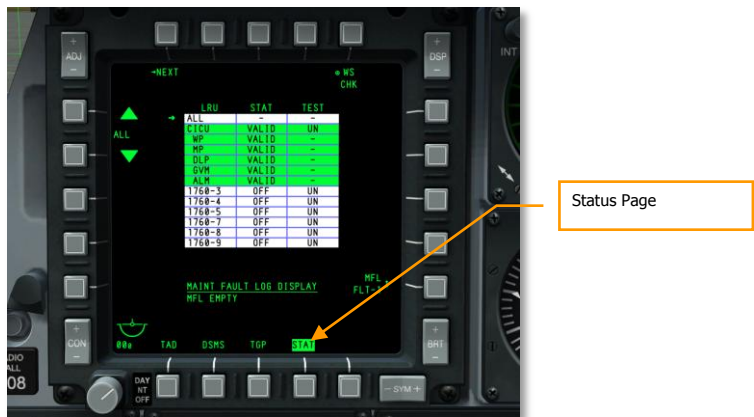 +
ADJ
-
+
DSP
-
INT
→NEXT
WS
CHK
LRU STAT TEST
→ ALL - -
CICU VALID UN
ALL
WP VALID -
MP VALID -
DLP VALID -
GVM VALID -
ALM VALID -
1760-3 OFF UN
1760-4 OFF UN
1760-5 OFF UN
1760-7 OFF UN
1760-8 OFF UN
1760-9 OFF UN
Status Page
MAINT FAULT LOG DISPLAY
MFL EMPTY
MFL
+
CON
-
+
BRT
-
TAD DSMS TGP STAT
ALL
08
DAY
NT
OFF
- SYM +